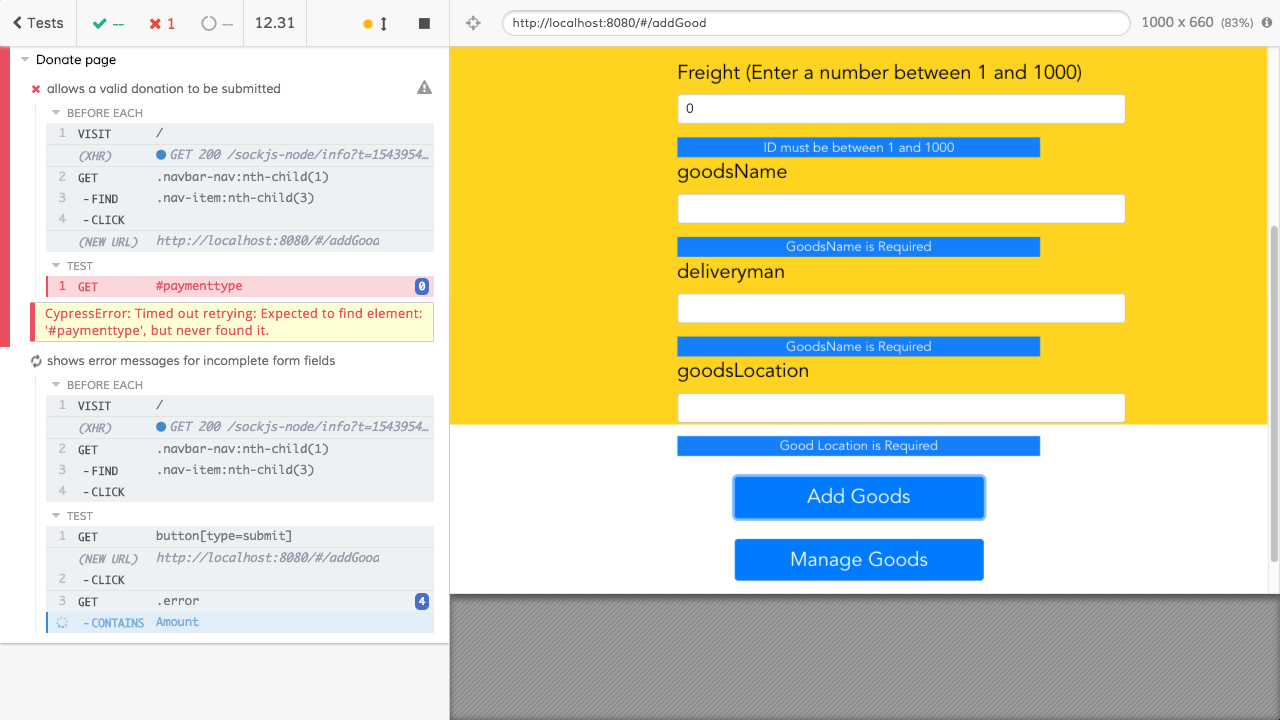 Tests
--
1
--
12.31
http://localhost:8080/#/addGood
1000 x 660 (83%)
Donate page
allows a valid donation to be submitted
BEFORE EACH
1 VISIT /
(XHR) GET 200 /sockjs-node/info?t=1543954…
2 GET .navbar-nav:nth-child(1)
3 -FIND .nav-item:nth-child(3)
4 -CLICK
(NEW URL) http://localhost:8080/#/addGood
TEST
1 GET #paymenttype 0
CypressError: Timed out retrying: Expected to find element:
'#paymenttype', but never found it.
shows error messages for incomplete form fields
BEFORE EACH
1 VISIT /
(XHR) GET 200 /sockjs-node/info?t=1543954…
2 GET .navbar-nav:nth-child(1)
3 -FIND .nav-item:nth-child(3)
4 -CLICK
TEST
1 GET button[type=submit]
(NEW URL) http://localhost:8080/#/addGood
2 -CLICK
3 GET .error 4
-CONTAINS Amount
Freight (Enter a number between 1 and 1000)
0
ID must be between 1 and 1000
goodsName
GoodsName is Required
deliveryman
GoodsName is Required
goodsLocation
Good Location is Required
Add Goods
Manage Goods